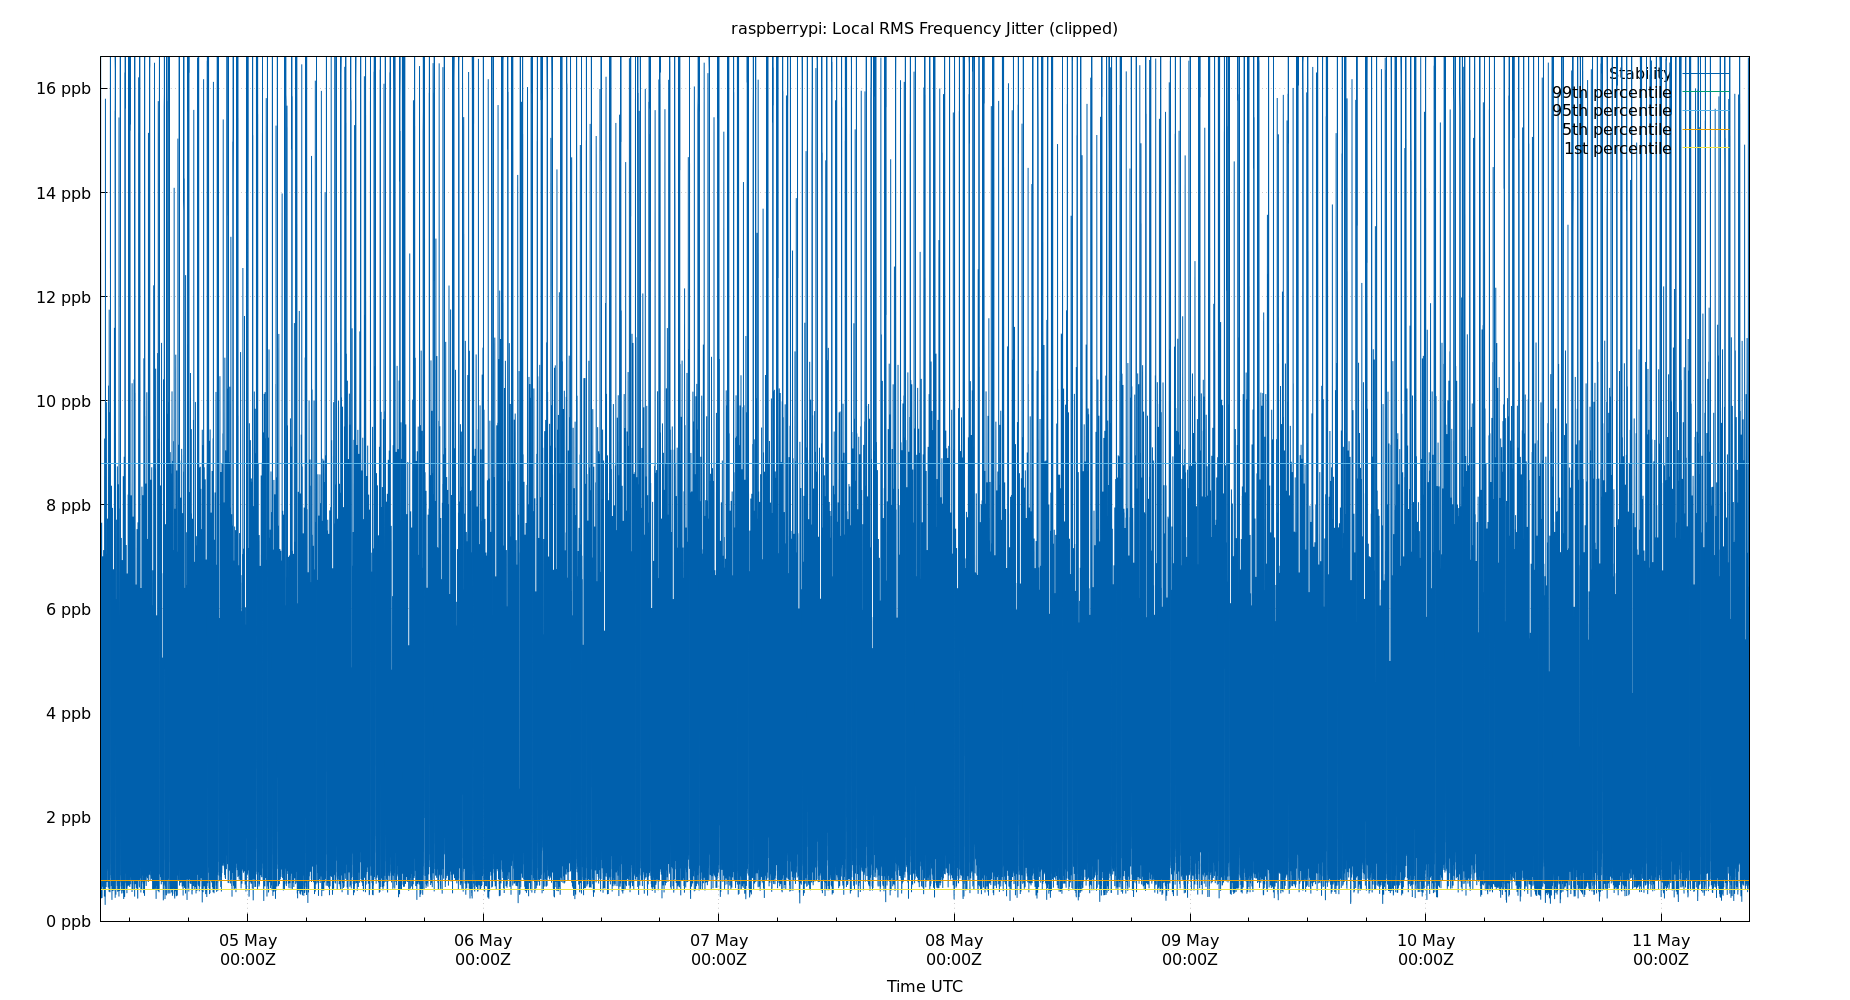 raspberrypi: Local RMS Frequency Jitter (clipped)
16 ppb
14 ppb
12 ppb
10 ppb
8 ppb
6 ppb
4 ppb
2 ppb
0 ppb
Stability
99th percentile
95th percentile
5th percentile
1st percentile
05 May
00:00Z
06 May
00:00Z
07 May
00:00Z
08 May
00:00Z
09 May
00:00Z
10 May
00:00Z
11 May
00:00Z
Time UTC